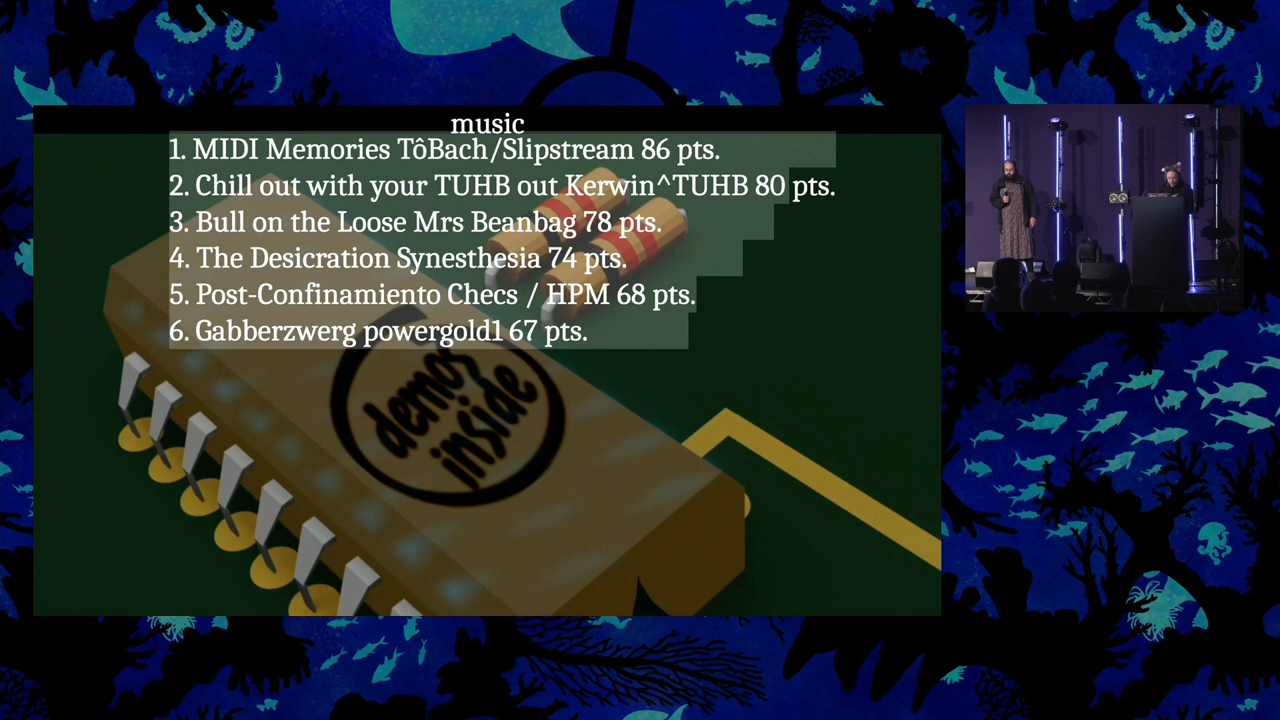 music
1. MIDI Memories TôBach/Slipstream 86 pts.
2. Chill out with your TUHB out Kerwin^TUHB 80 pts.
3. Bull on the Loose Mrs Beanbag 78 pts.
4. The Desicration Synesthesia 74 pts.
5. Post-Confinamiento Checs / HPM 68 pts.
6. Gabberzwerg powergold1 67 pts.
demos
inside